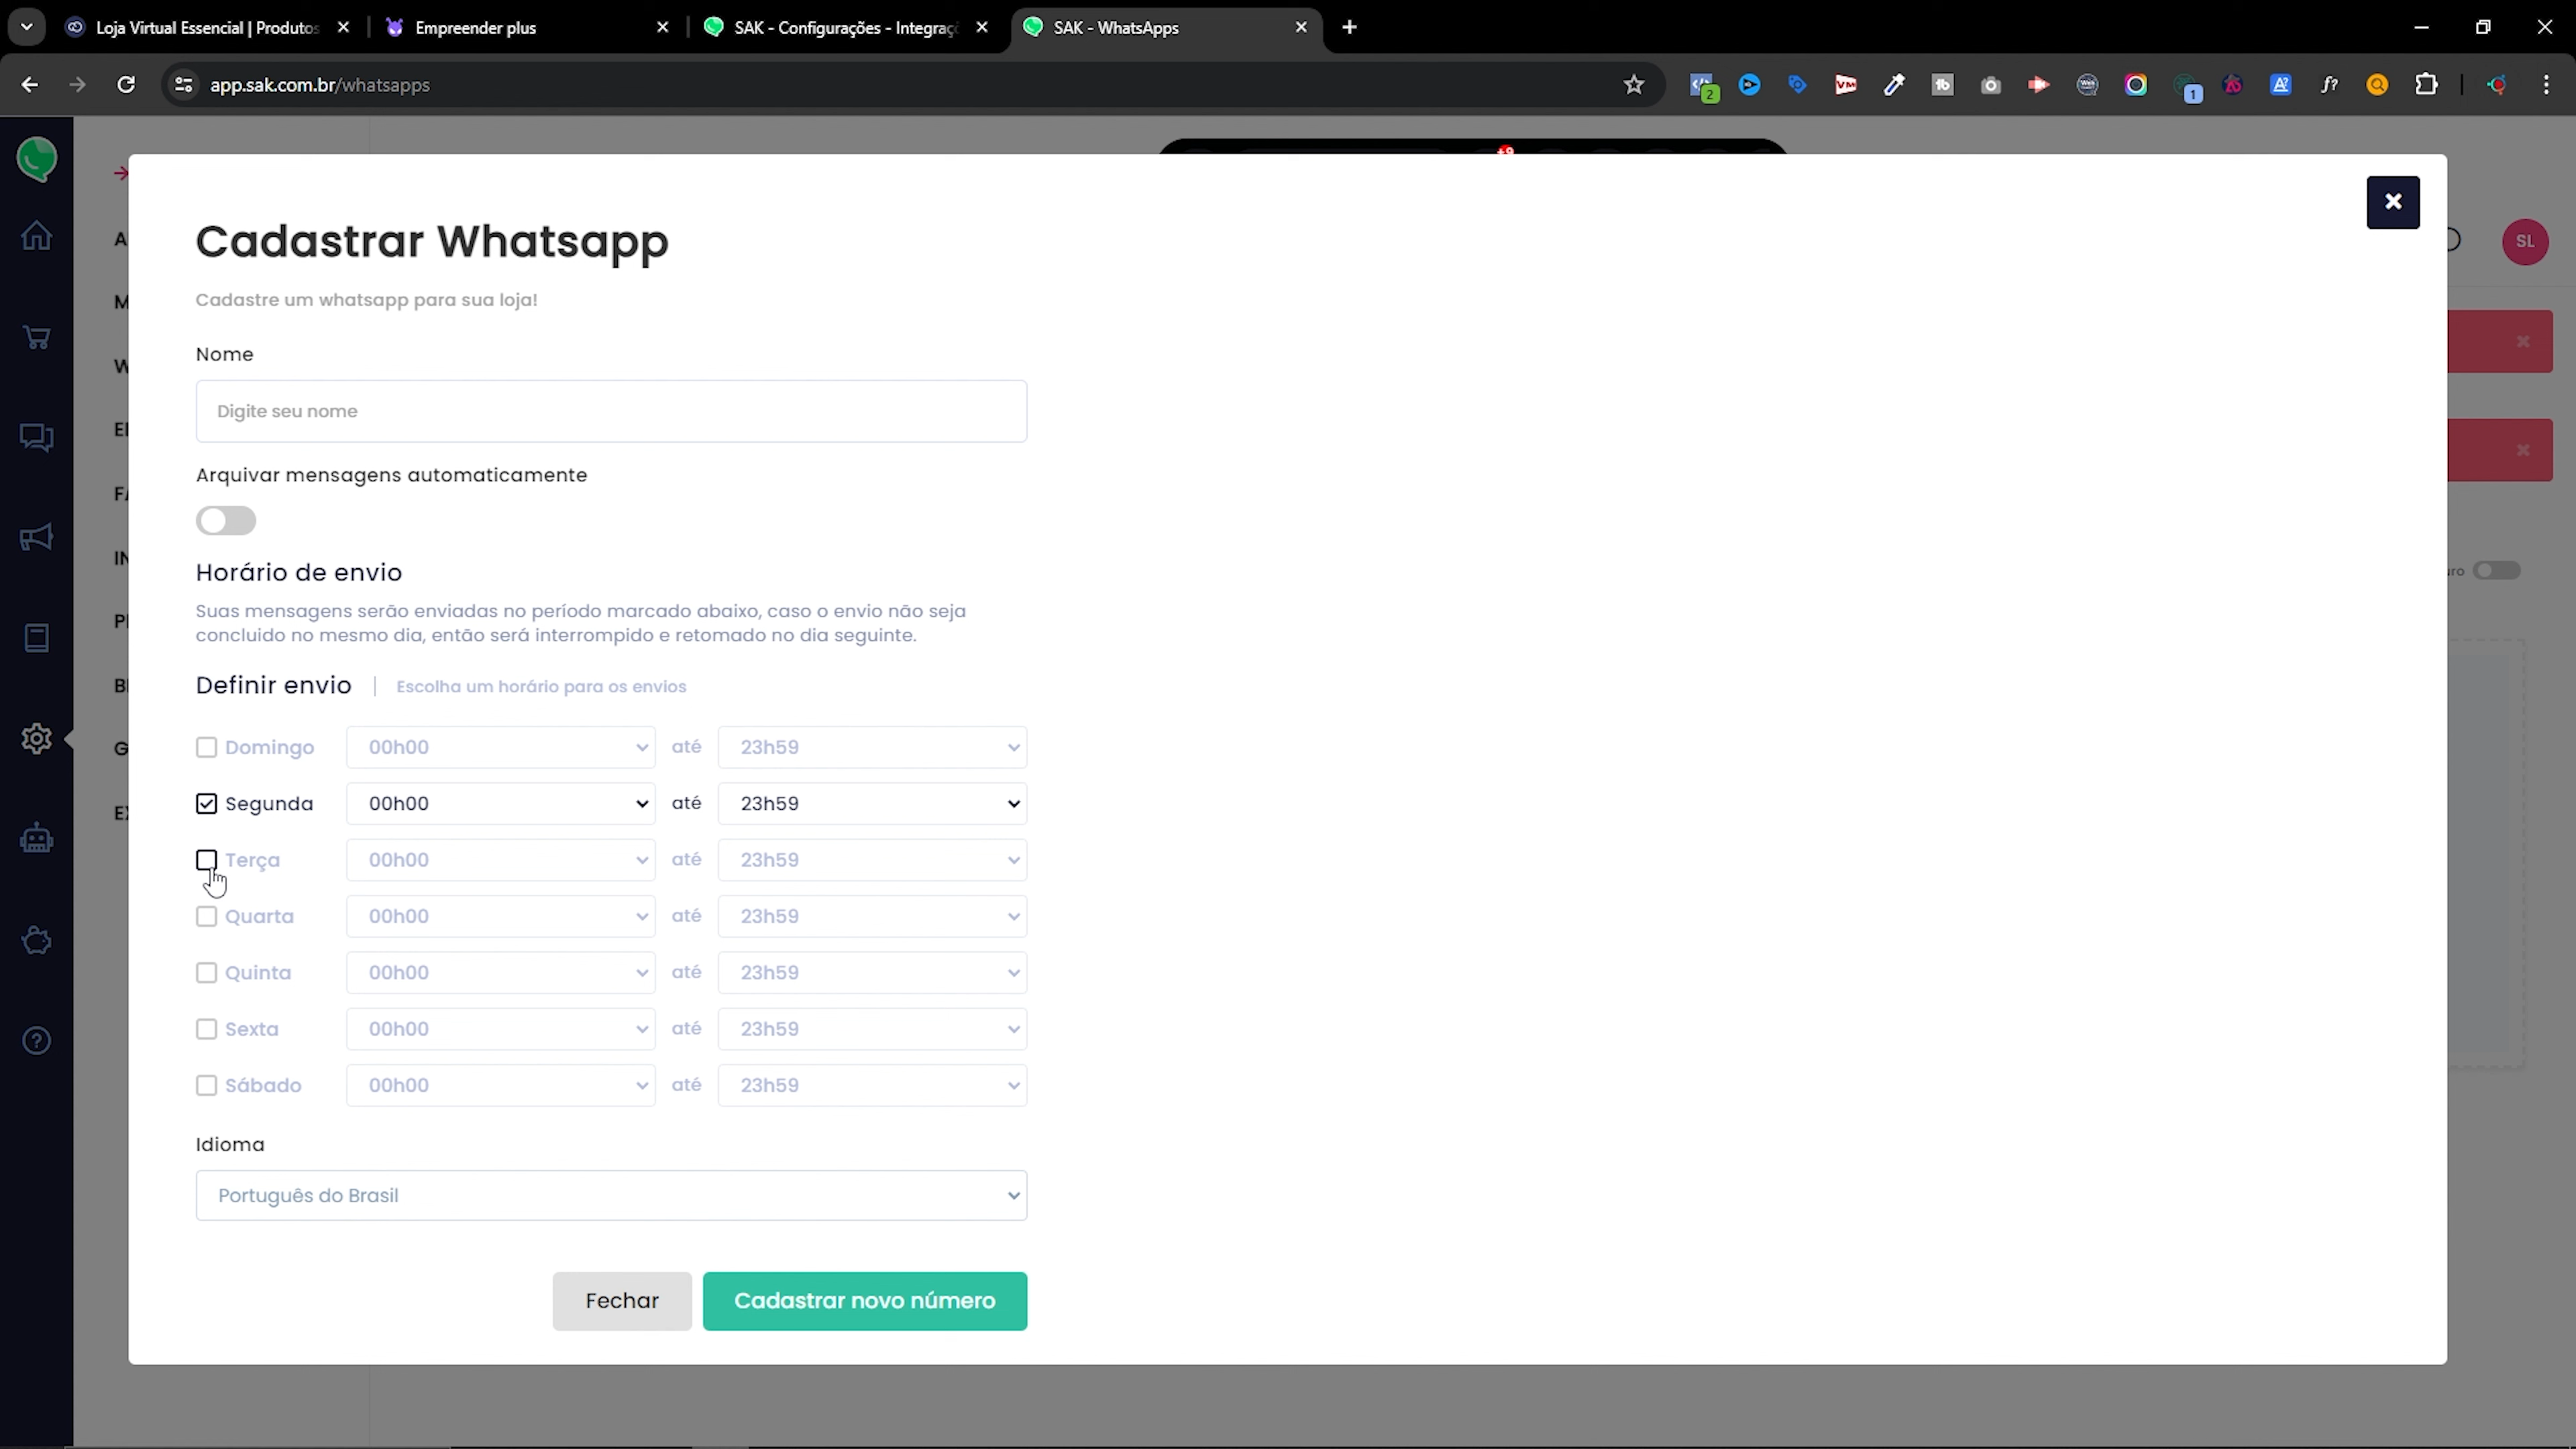 Loja Virtual Essencial | Produtos
Empreender plus
SAK - Configurações - Integraç
SAK - WhatsApps
app.sak.com.br/whatsapps
2
1
+9
SL
Cadastrar Whatsapp
Cadastre um whatsapp para sua loja!
Nome
Digite seu nome
Arquivar mensagens automaticamente
Horário de envio
Suas mensagens serão enviadas no período marcado abaixo, caso o envio não seja
concluido no mesmo dia, então será interrompido e retomado no dia seguinte.
Definir envio | Escolha um horário para os envios
Domingo 00h00 até 23h59
Segunda 00h00 até 23h59
Terça 00h00 até 23h59
Quarta 00h00 até 23h59
Quinta 00h00 até 23h59
Sexta 00h00 até 23h59
Sábado 00h00 até 23h59
Idioma
Português do Brasil
Fechar
Cadastrar novo número